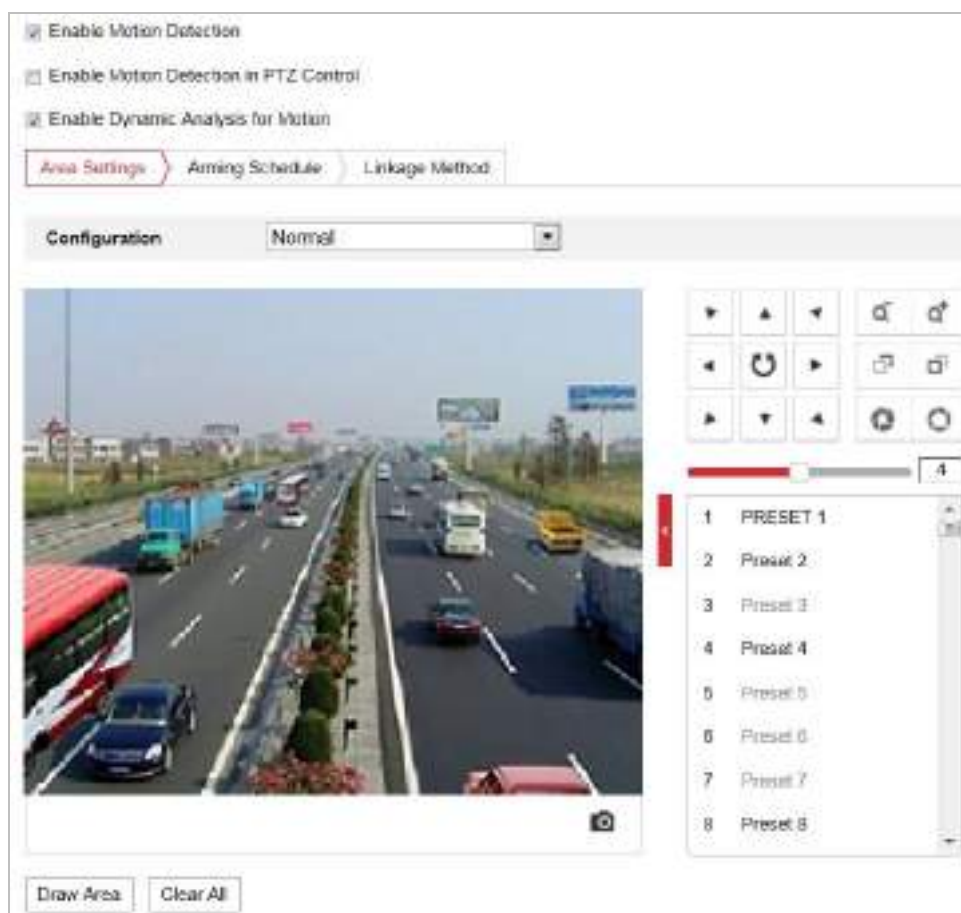 Enable Motion Detection
Enable Motion Detection in PTZ Control
Enable Dynamic Analysis for Motion
Area Settings Arming Schedule Linkage Method
Configuration Normal
4
1 PRESET 1
2 Preset 2
3 Preset 3
4 Preset 4
5 Preset 5
6 Preset 6
7 Preset 7
8 Preset 8
Draw Area Clear All